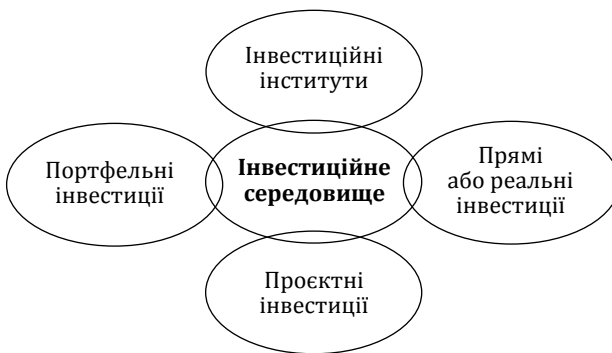 Інвестиційні
інститути
Портфельні
інвестиції
Інвестиційне
середовище
Прямі
або реальні
інвестиції
Проєктні
інвестиції